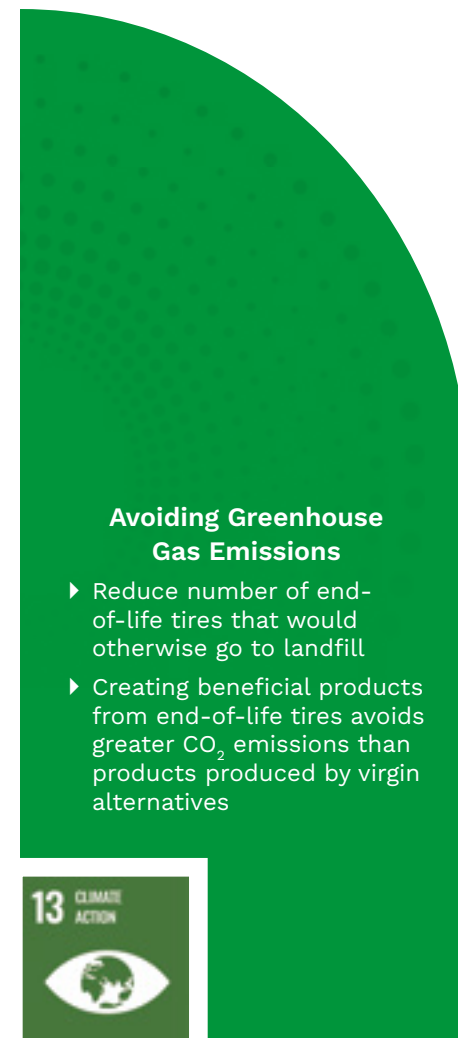 Avoiding Greenhouse
Gas Emissions
Reduce number of end-
of-life tires that would
otherwise go to landfill
Creating beneficial products
from end-of-life tires avoids
greater CO₂ emissions than
products produced by virgin
alternatives
13 CLIMATE
ACTION